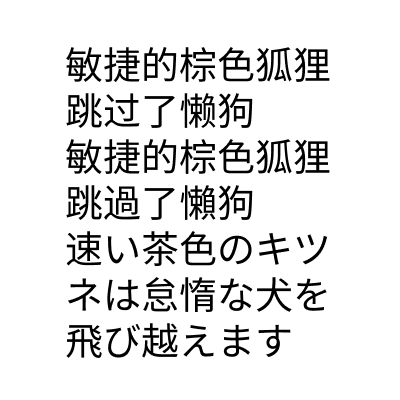 敏捷的棕色狐狸
跳过了懒狗
敏捷的棕色狐狸
跳過了懶狗
速い茶色のキツ
ネは怠惰な犬を
飛び越えます